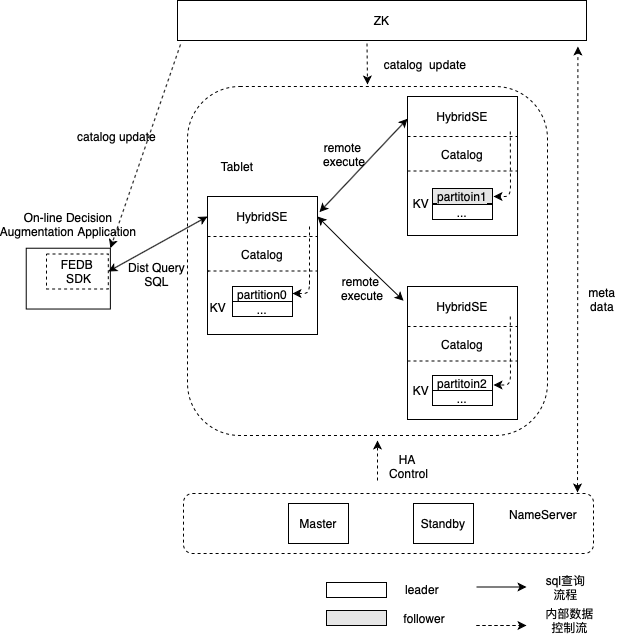 ZK
catalog update
catalog update
HybridSE
remote
execute
Catalog
Tablet
KV
partitoin1
...
On-line Decision
Augmentation Application
HybridSE
FEDB
SDK
Dist Query
SQL
Catalog
KV
partition0
...
remote
execute
HybridSE
meta
data
Catalog
KV
partitoin2
...
HA
Control
NameServer
Master
Standby
leader
sql查询
流程
follower
内部数据
控制流